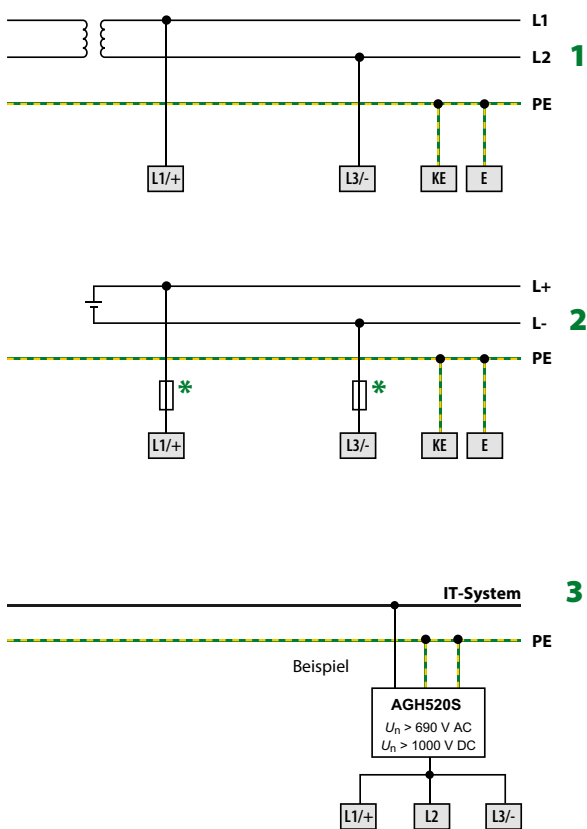 L1
L2
1
PE
L1/+
L3/-
KE
E
L+
L-
2
PE
*
*
L1/+
L3/-
KE
E
IT-System
3
PE
Beispiel
AGH520S
Un > 690 V AC
Un > 1000 V DC
L1/+
L2
L3/-